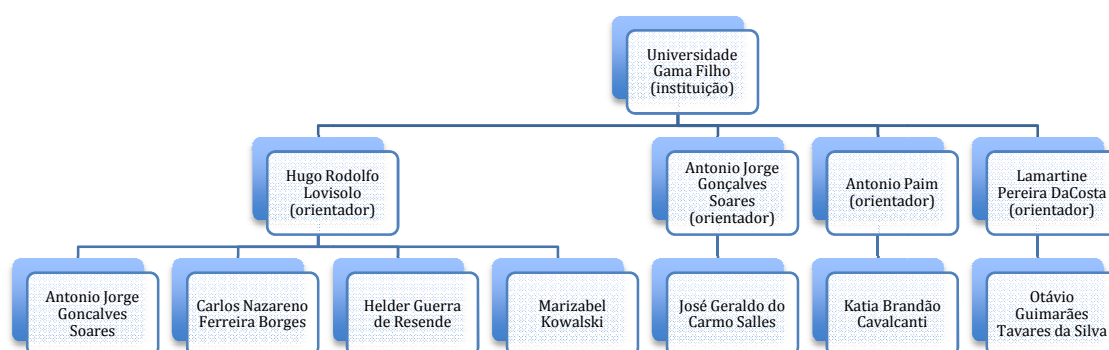 Universidade
Gama Filho
(instituição)
Hugo Rodolfo
Lovisolo
(orientador)
Antonio Jorge
Gonçalves
Soares
(orientador)
Antonio Paim
(orientador)
Lamartine
Pereira DaCosta
(orientador)
Antonio Jorge
Goncalves
Soares
Carlos Nazareno
Ferreira Borges
Helder Guerra
de Resende
Marizabel
Kowalski
José Geraldo do
Carmo Salles
Katia Brandão
Cavalcanti
Otávio
Guimarães
Tavares da Silva